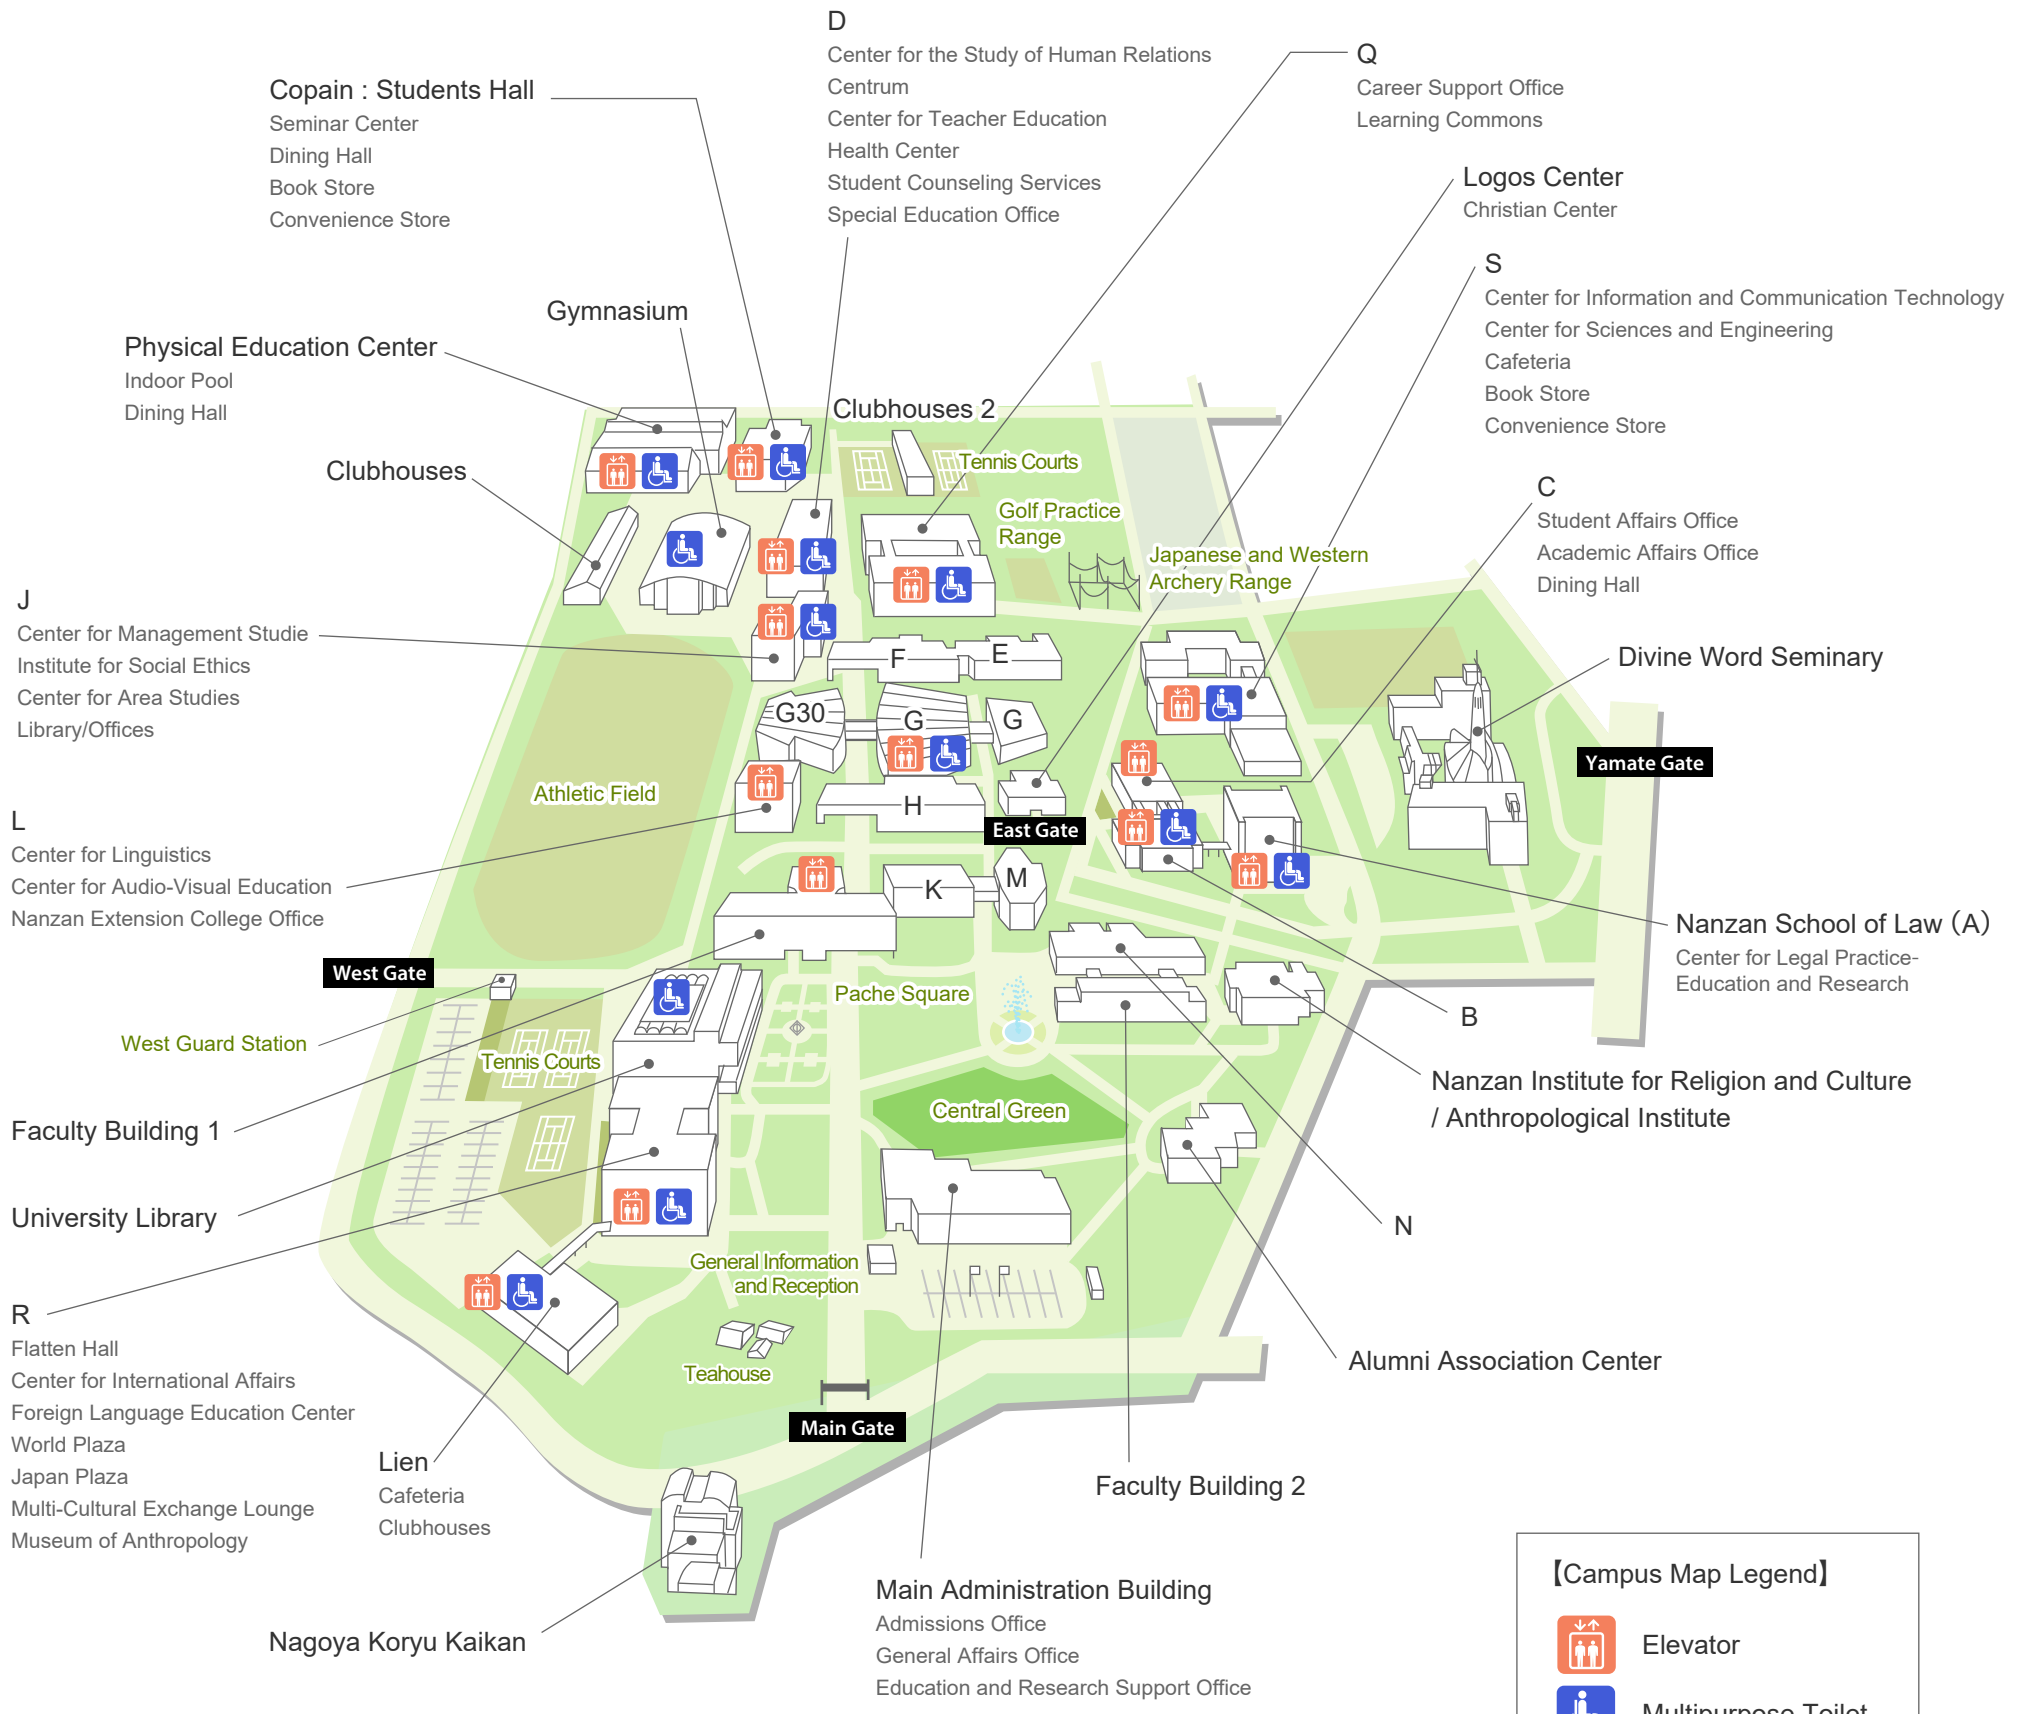 D
Center for the Study of Human Relations
Centrum
Center for Teacher Education
Health Center
Student Counseling Services
Special Education Office
Q
Career Support Office
Learning Commons
Copain : Students Hall
Seminar Center
Dining Hall
Book Store
Convenience Store
Logos Center
Christian Center
S
Center for Information and Communication Technology
Center for Sciences and Engineering
Cafeteria
Book Store
Convenience Store
Gymnasium
Physical Education Center
Indoor Pool
Dining Hall
Clubhouses 2
Clubhouses
Tennis Courts
Golf Practice
Range
Japanese and Western
Archery Range
C
Student Affairs Office
Academic Affairs Office
Dining Hall
J
Center for Management Studie
Institute for Social Ethics
Center for Area Studies
Library/Offices
F
E
Divine Word Seminary
G30
G
G
Yamate Gate
Athletic Field
H
East Gate
L
Center for Linguistics
Center for Audio-Visual Education
Nanzan Extension College Office
K
M
Nanzan School of Law (A)
Center for Legal Practice-
Education and Research
West Gate
Pache Square
B
West Guard Station
Tennis Courts
Nanzan Institute for Religion and Culture
/ Anthropological Institute
Central Green
Faculty Building 1
University Library
N
General Information
and Reception
R
Flatten Hall
Center for International Affairs
Foreign Language Education Center
World Plaza
Japan Plaza
Multi-Cultural Exchange Lounge
Museum of Anthropology
Teahouse
Alumni Association Center
Main Gate
Lien
Cafeteria
Clubhouses
Faculty Building 2
Nagoya Koryu Kaikan
Main Administration Building
Admissions Office
General Affairs Office
Education and Research Support Office
【Campus Map Legend】
Elevator
Multipurpose Toilet